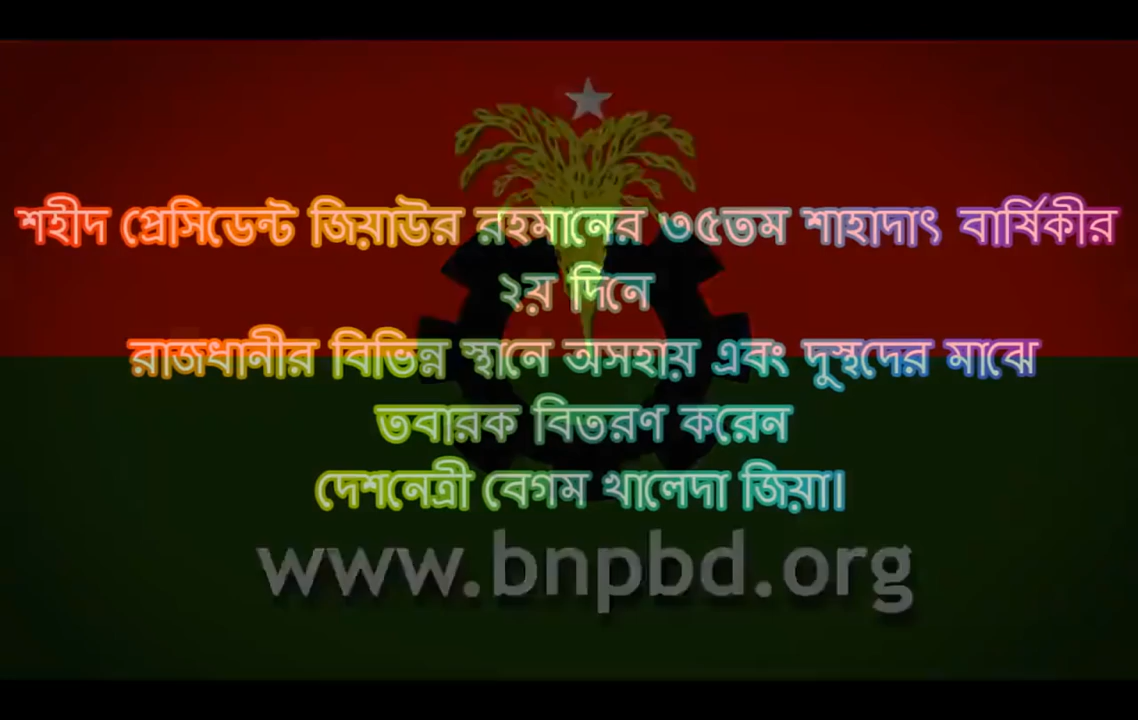 শহীদ প্রেসিডেন্ট জিয়াউর রহমানের ৩৫তম শাহাদাৎ বার্ষিকীর
২য় দিনে
রাজধানীর বিভিন্ন স্থানে অসহায় এবং দুস্থদের মাঝে
তবারক বিতরণ করেন
দেশনেত্রী বেগম খালেদা জিয়া।
www.bnpbd.org